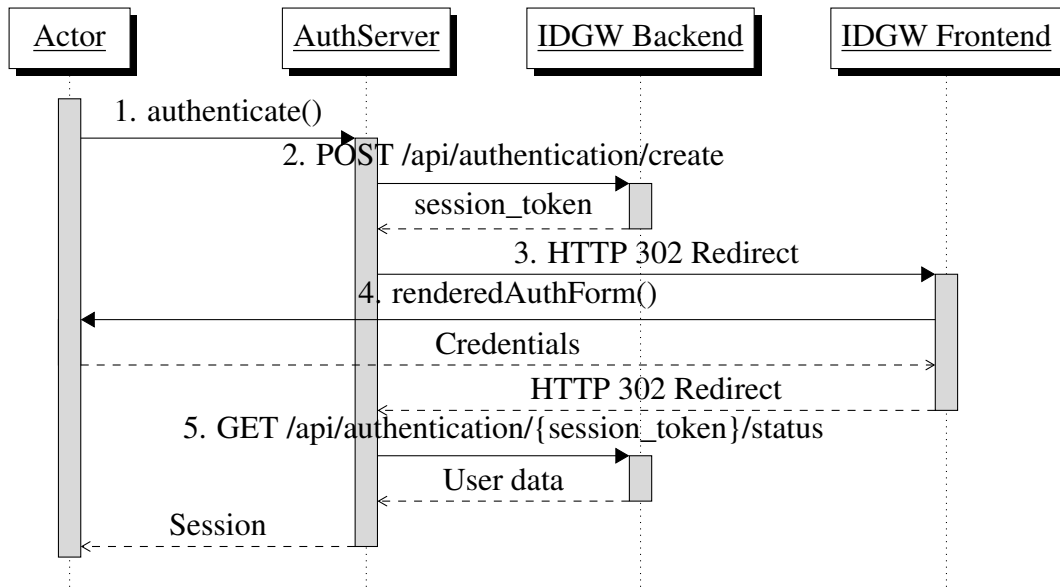 Actor
AuthServer
IDGW Backend
IDGW Frontend
1. authenticate()
2. POST /api/authentication/create
session_token
3. HTTP 302 Redirect
4. renderedAuthForm()
Credentials
HTTP 302 Redirect
5. GET /api/authentication/{session_token}/status
User data
Session